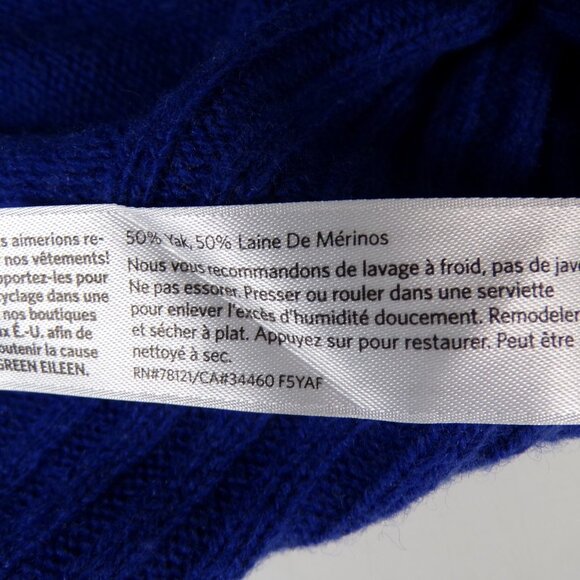 s aimerions re-
nos vêtements!
pportez-les pour
cyclage dans une
nos boutiques
ux É.-U. afin de
outenir la cause
GREEN EILEEN.
50% Yak, 50% Laine De Mérinos
Nous vous recommandons de lavage à froid, pas de jave
Ne pas essorer. Presser ou rouler dans une serviette
pour enlever l'excès d'humidité doucement. Remodeler
et sécher à plat. Appuyez sur pour restaurer. Peut être
nettoyé à sec.
RN#78121/CA#34460 F5YAF